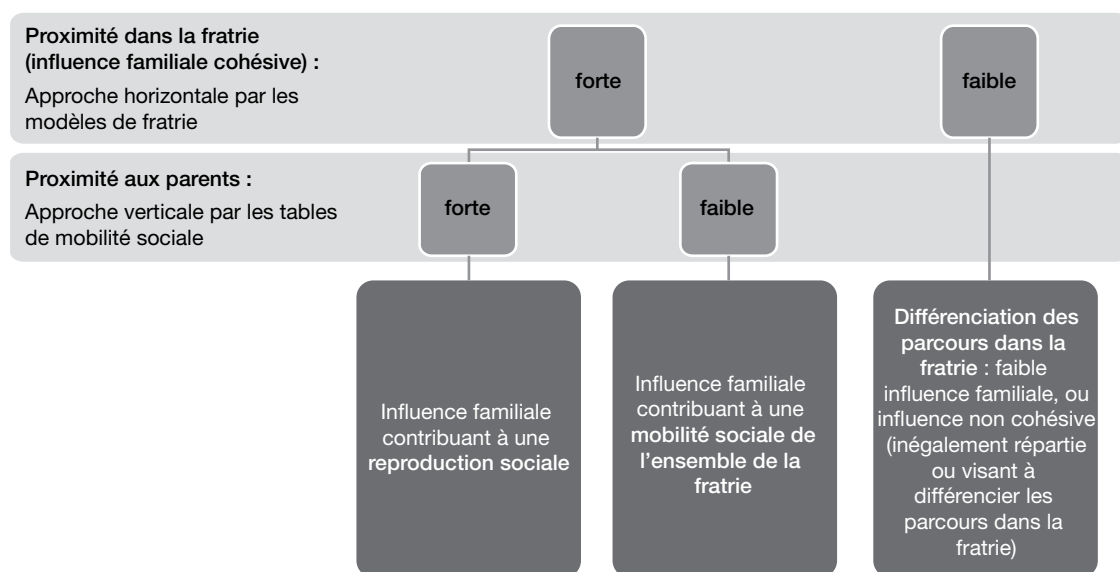 Proximité dans la fratrie
(influence familiale cohésive) :
Approche horizontale par les
modèles de fratrie
forte
faible
Proximité aux parents :
Approche verticale par les tables
de mobilité sociale
forte
faible
Influence familiale
contribuant à une
reproduction sociale
Influence familiale
contribuant à une
mobilité sociale de
l'ensemble de la
fratrie
Différenciation des
parcours dans la
fratrie : faible
influence familiale, ou
influence non cohésive
(inégalement répartie
ou visant à
différencier les
parcours dans la
fratrie)